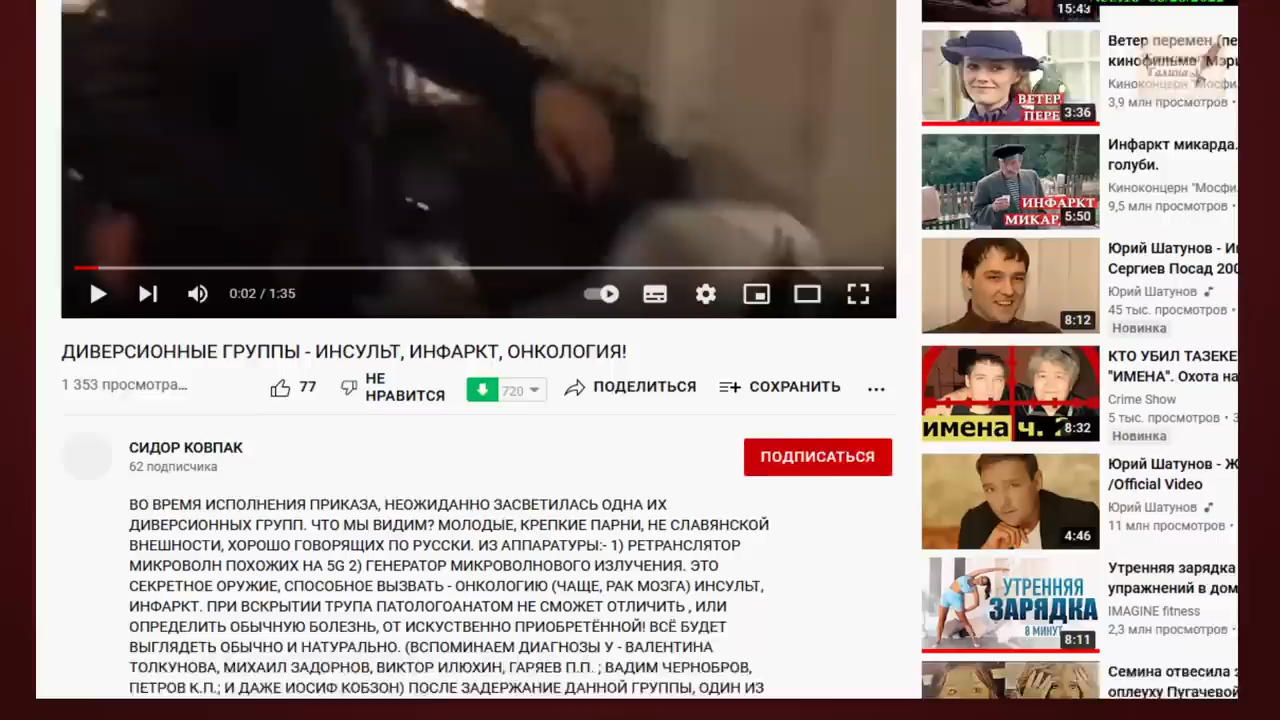 15:43
0:02 / 1:35
ДИВЕРСИОННЫЕ ГРУППЫ - ИНСУЛЬТ, ИНФАРКТ, ОНКОЛОГИЯ!
1 353 просмотра...
77
НЕ
НРАВИТСЯ
720
ПОДЕЛИТЬСЯ
СОХРАНИТЬ
СИДОР КОВПАК
62 подписчика
ПОДПИСАТЬСЯ
ВО ВРЕМЯ ИСПОЛНЕНИЯ ПРИКАЗА, НЕОЖИДАННО ЗАСВЕТИЛАСЬ ОДНА ИХ
ДИВЕРСИОННЫХ ГРУПП. ЧТО МЫ ВИДИМ? МОЛОДЫЕ, КРЕПКИЕ ПАРНИ, НЕ СЛАВЯНСКОЙ
ВНЕШНОСТИ, ХОРОШО ГОВОРЯЩИХ ПО РУССКИ. ИЗ АППАРАТУРЫ:- 1) РЕТРАНСЛЯТОР
МИКРОВОЛН ПОХОЖИХ НА 5G 2) ГЕНЕРАТОР МИКРОВОЛНОВОГО ИЗЛУЧЕНИЯ. ЭТО
СЕКРЕТНОЕ ОРУЖИЕ, СПОСОБНОЕ ВЫЗВАТЬ - ОНКОЛОГИЮ (ЧАЩЕ, РАК МОЗГА) ИНСУЛЬТ,
ИНФАРКТ. ПРИ ВСКРЫТИИ ТРУПА ПАТОЛОГОАНАТОМ НЕ СМОЖЕТ ОТЛИЧИТЬ , ИЛИ
ОПРЕДЕЛИТЬ ОБЫЧНУЮ БОЛЕЗНЬ, ОТ ИСКУСТВЕННО ПРИОБРЕТЁННОЙ! ВСЁ БУДЕТ
ВЫГЛЯДЕТЬ ОБЫЧНО И НАТУРАЛЬНО. (ВСПОМИНАЕМ ДИАГНОЗЫ У - ВАЛЕНТИНА
ТОЛКУНОВА, МИХАИЛ ЗАДОРНОВ, ВИКТОР ИЛЮХИН, ГАРЯЕВ П.П. ; ВАДИМ ЧЕРНОБРОВ,
ПЕТРОВ К.П.; И ДАЖЕ ИОСИФ КОБЗОН) ПОСЛЕ ЗАДЕРЖАНИЕ ДАННОЙ ГРУППЫ, ОДИН ИЗ
Ветер перемен (пе
кинофильма "Мэри
Киноконцерн "Мосфи
3,9 млн просмотров •
ВЕТЕР
ПЕРЕ
3:36
Инфаркт микарда.
голуби.
Киноконцерн "Мосфи
9,5 млн просмотров •
ИНФАРКТ
МИКАР
5:50
Юрий Шатунов - И
Сергиев Посад 200
Юрий Шатунов
45 тыс. просмотров •
Новинка
8:12
КТО УБИЛ ТАЗЕКЕ
"ИМЕНА". Охота на
Crime Show
5 тыс. просмотров • 3
Новинка
имена ч.
8:32
Юрий Шатунов - Ж
/Official Video
Юрий Шатунов
11 млн просмотров •
4:46
Утренняя зарядка
упражнений в дом
IMAGINE fitness
2,3 млн просмотров •
УТРЕННЯЯ
ЗАРЯДКА
8 МИНУТ
8:11
Семина отвесила
оплеуху Пугачевой